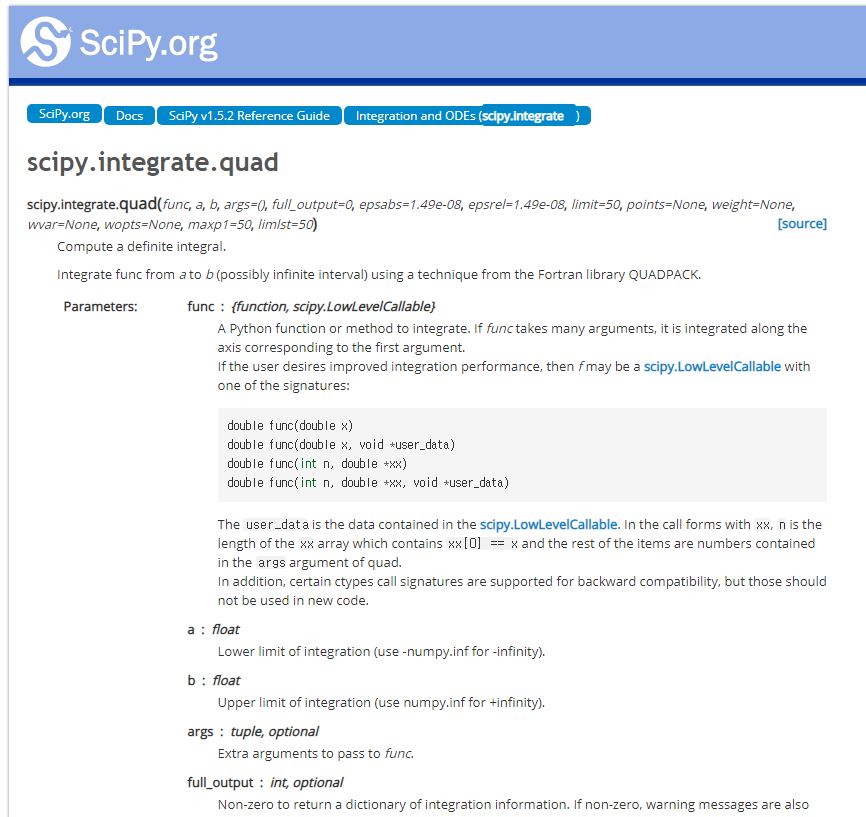 SciPy.org
SciPy.org Docs SciPy v1.5.2 Reference Guide Integration and ODEs (scipy.integrate )
scipy.integrate.quad
scipy.integrate.quad(func, a, b, args=(), full_output=0, epsabs=1.49e-08, epsrel=1.49e-08, limit=50, points=None, weight=None,
wvar=None, wopts=None, maxp1=50, limlst=50) [source]
Compute a definite integral.
Integrate func from a to b (possibly infinite interval) using a technique from the Fortran library QUADPACK.
Parameters: func : {function, scipy.LowLevelCallable}
A Python function or method to integrate. If func takes many arguments, it is integrated along the
axis corresponding to the first argument.
If the user desires improved integration performance, then f may be a scipy.LowLevelCallable with
one of the signatures:
double func(double x)
double func(double x, void *user_data)
double func(int n, double *xx)
double func(int n, double *xx, void *user_data)
The user_data is the data contained in the scipy.LowLevelCallable. In the call forms with xx, n is the
length of the xx array which contains xx[0] == x and the rest of the items are numbers contained
in the args argument of quad.
In addition, certain ctypes call signatures are supported for backward compatibility, but those should
not be used in new code.
a : float
Lower limit of integration (use -numpy.inf for -infinity).
b : float
Upper limit of integration (use numpy.inf for +infinity).
args : tuple, optional
Extra arguments to pass to func.
full_output : int, optional
Non-zero to return a dictionary of integration information. If non-zero, warning messages are also